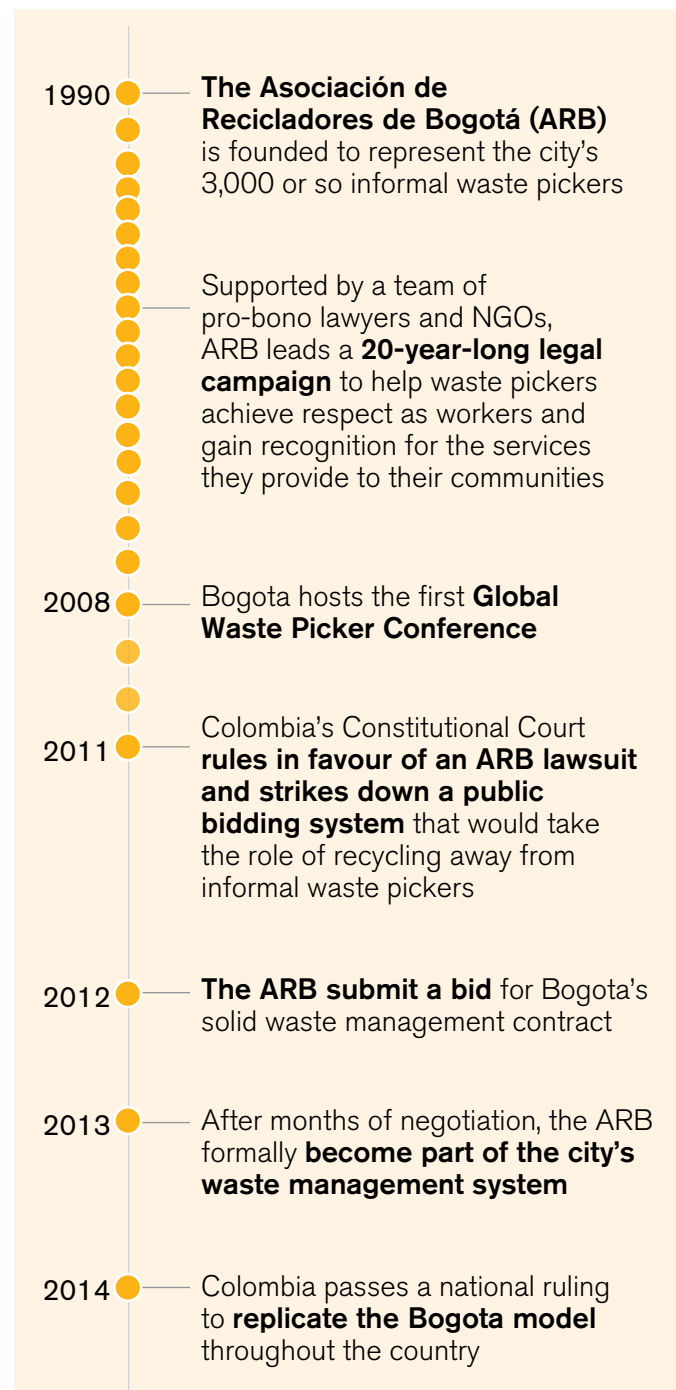 1990
The Asociación de
Recicladores de Bogotá (ARB)
is founded to represent the city’s
3,000 or so informal waste pickers
Supported by a team of
pro-bono lawyers and NGOs,
ARB leads a 20-year-long legal
campaign to help waste pickers
achieve respect as workers and
gain recognition for the services
they provide to their communities
2008
Bogota hosts the first Global
Waste Picker Conference
2011
Colombia’s Constitutional Court
rules in favour of an ARB lawsuit
and strikes down a public
bidding system that would take
the role of recycling away from
informal waste pickers
2012
The ARB submit a bid for Bogota’s
solid waste management contract
2013
After months of negotiation, the ARB
formally become part of the city’s
waste management system
2014
Colombia passes a national ruling
to replicate the Bogota model
throughout the country